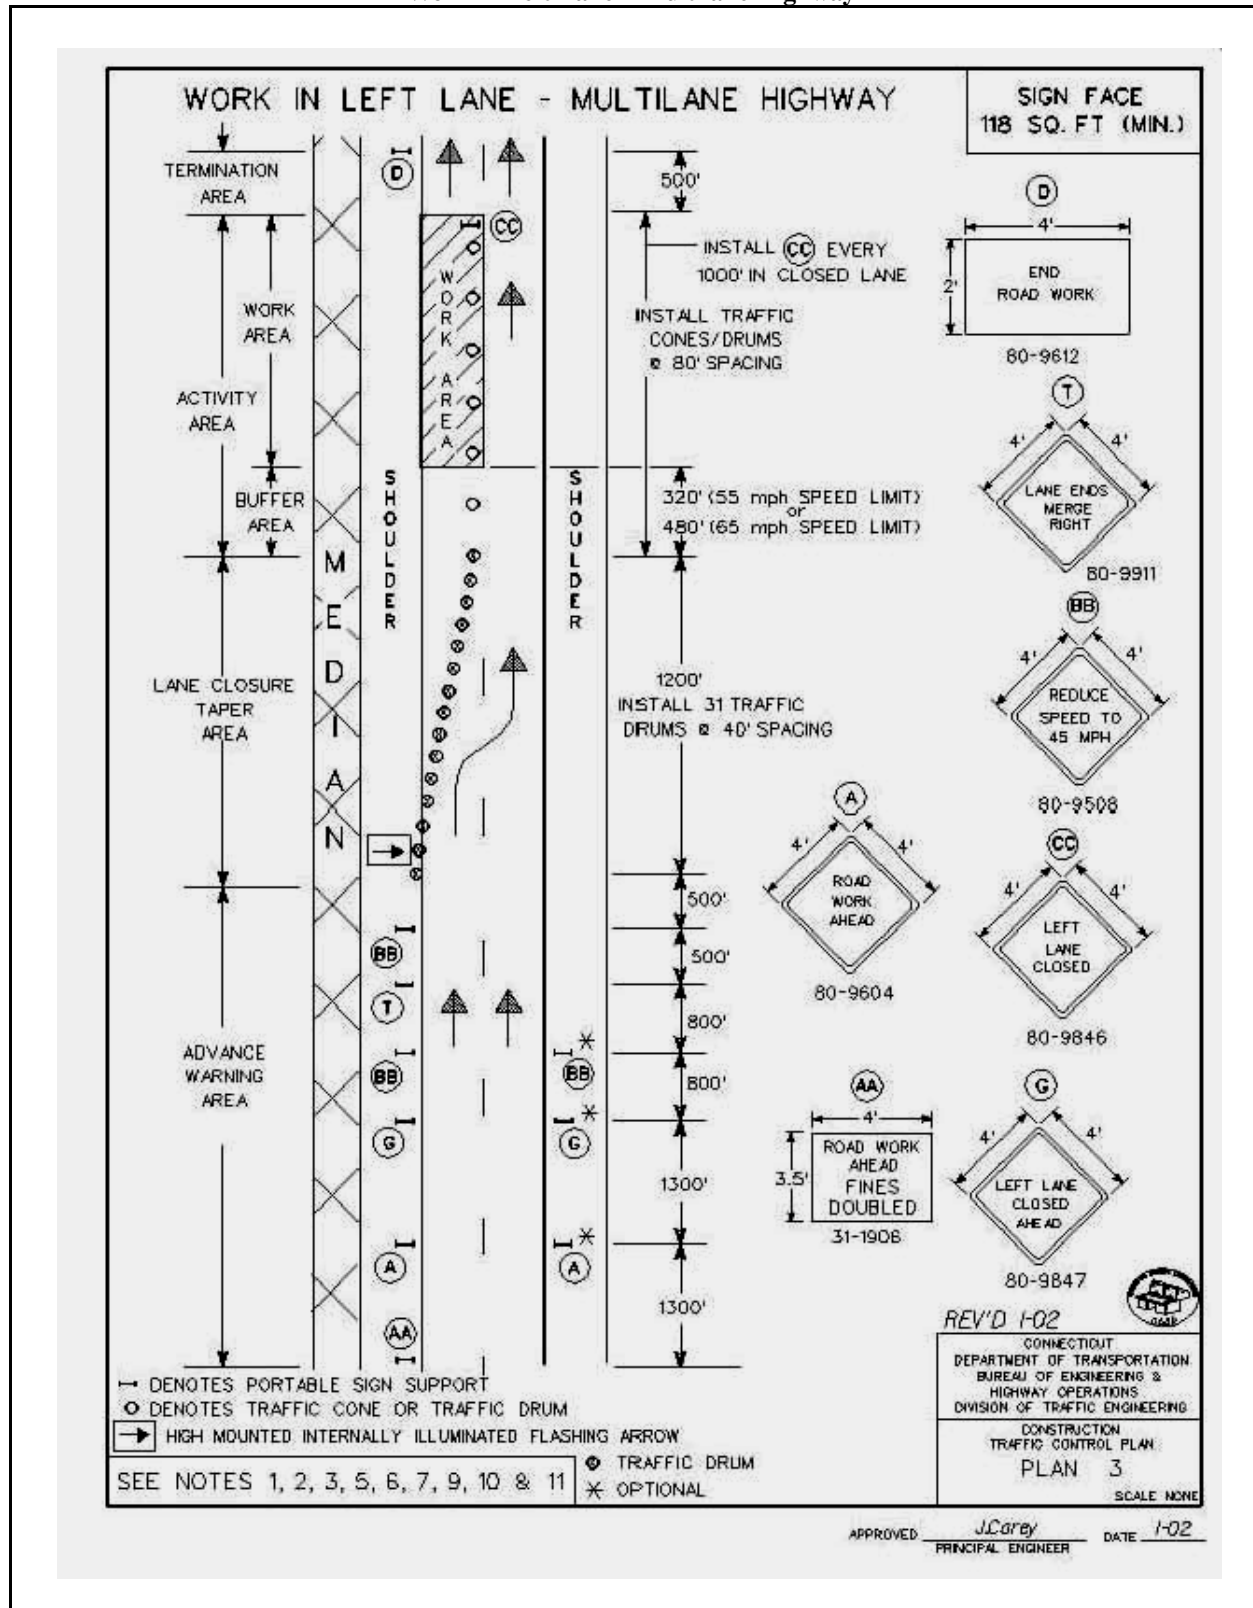 WORK IN LEFT LANE - MULTILANE HIGHWAY
SIGN FACE
118 SQ. FT (MIN.)
TERMINATION
AREA
D
500'
CC
INSTALL CC EVERY
1000' IN CLOSED LANE
WORK
AREA
WORK AREA
INSTALL TRAFFIC
CONES/DRUMS
@ 80' SPACING
ACTIVITY
AREA
BUFFER
AREA
SHOULDER
SHOULDER
320' (55 mph SPEED LIMIT)
or
480' (65 mph SPEED LIMIT)
MEDIAN
LANE CLOSURE
TAPER
AREA
1200'
INSTALL 31 TRAFFIC
DRUMS @ 40' SPACING
500'
BB
500'
T
800'
ADVANCE
WARNING
AREA
BB
BB
800'
G
G
1300'
A
A
1300'
AA
D
4'
2'
END
ROAD WORK
80-9612
T
4'
4'
LANE ENDS
MERGE
RIGHT
80-9911
BB
4'
4'
REDUCE
SPEED TO
45 MPH
80-9508
A
4'
4'
ROAD
WORK
AHEAD
80-9604
CC
4'
4'
LEFT
LANE
CLOSED
80-9846
AA
4'
3.5'
ROAD WORK
AHEAD
FINES
DOUBLED
31-1906
G
4'
4'
LEFT LANE
CLOSED
AHEAD
80-9847
REV'D 1-02
CONNECTICUT
DEPARTMENT OF TRANSPORTATION
BUREAU OF ENGINEERING &
HIGHWAY OPERATIONS
DIVISION OF TRAFFIC ENGINEERING
CONSTRUCTION
TRAFFIC CONTROL PLAN
PLAN 3
SCALE NONE
DENOTES PORTABLE SIGN SUPPORT
DENOTES TRAFFIC CONE OR TRAFFIC DRUM
HIGH MOUNTED INTERNALLY ILLUMINATED FLASHING ARROW
TRAFFIC DRUM
OPTIONAL
SEE NOTES 1, 2, 3, 5, 6, 7, 9, 10 & 11
APPROVED J.Carey DATE 1-02
PRINCIPAL ENGINEER